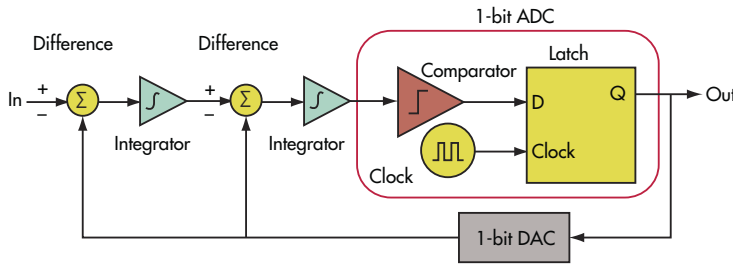 1-bit ADC
Difference
Difference
Latch
Comparator
In
+
−
Σ
∫
+
−
Σ
∫
D
Q
Out
Integrator
Integrator
Clock
Clock
1-bit DAC